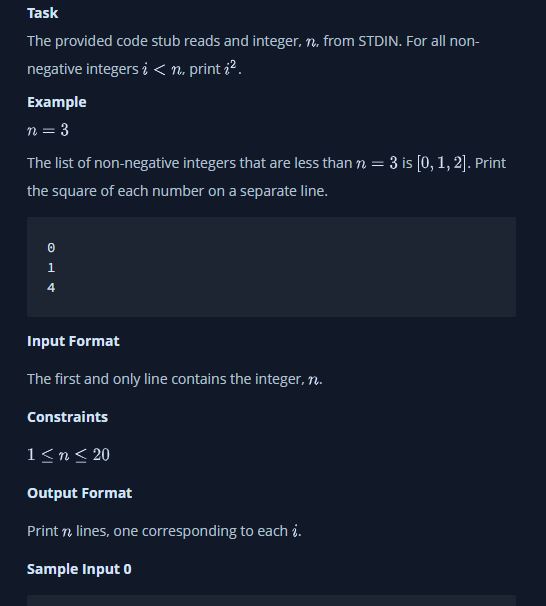 Task
The provided code stub reads and integer, n, from STDIN. For all non-
negative integers i < n, print i².
Example
n = 3
The list of non-negative integers that are less than n = 3 is [0, 1, 2]. Print
the square of each number on a separate line.
0
1
4
Input Format
The first and only line contains the integer, n.
Constraints
1 ≤ n ≤ 20
Output Format
Print n lines, one corresponding to each i.
Sample Input 0